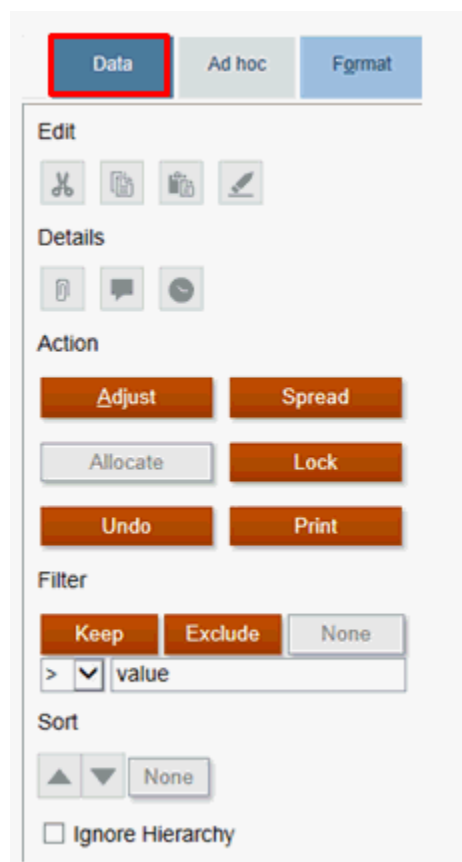 Data Ad hoc Format
Edit
Details
Action
Adjust Spread
Allocate Lock
Undo Print
Filter
Keep Exclude None
> value
Sort
None
Ignore Hierarchy